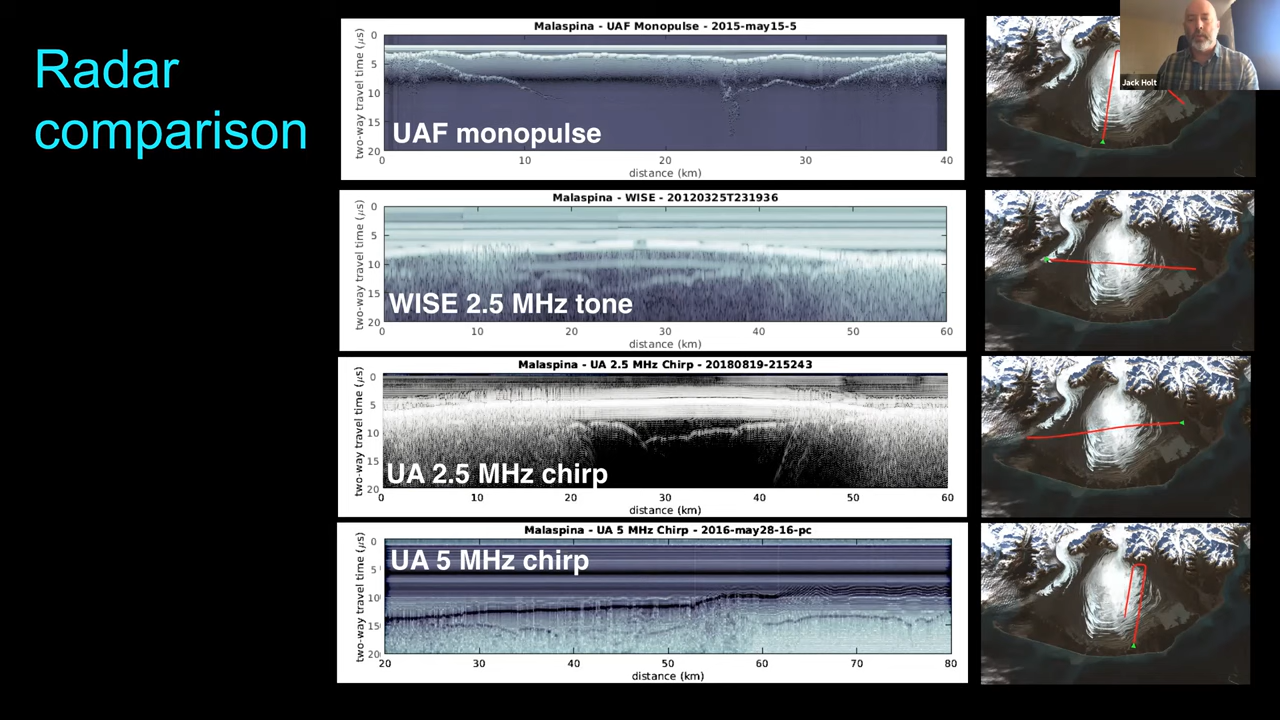 Radar
comparison
Malaspina - UAF Monopulse - 2015-may15-5
two-way travel time (μs)
0
5
10
15
20
UAF monopulse
0 10 20 30 40
distance (km)
Malaspina - WISE - 20120325T231936
two-way travel time (μs)
0
5
10
15
20
WISE 2.5 MHz tone
0 10 20 30 40 50 60
distance (km)
Malaspina - UA 2.5 MHz Chirp - 20180819-215243
two-way travel time (μs)
0
5
10
15
20
UA 2.5 MHz chirp
0 10 20 30 40 50 60
distance (km)
Malaspina - UA 5 MHz Chirp - 2016-may28-16-pc
two-way travel time (μs)
0
5
10
15
20
UA 5 MHz chirp
20 30 40 50 60 70 80
distance (km)
Jack Holt